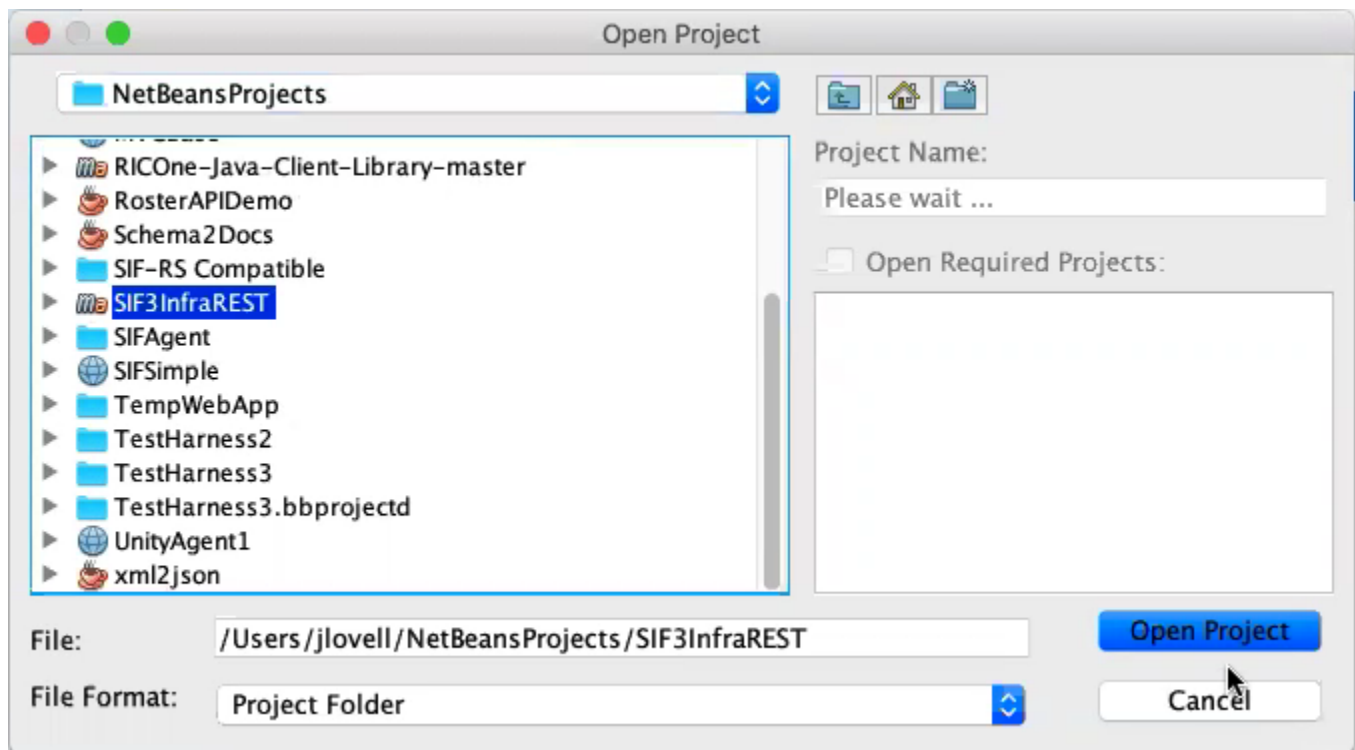 Open Project
NetBeansProjects
RICOne-Java-Client-Library-master
RosterAPIDemo
Schema2Docs
SIF-RS Compatible
SIF3InfraREST
SIFAgent
SIFSimple
TempWebApp
TestHarness2
TestHarness3
TestHarness3.bbprojectd
UnityAgent1
xml2json
Project Name:
Please wait ...
Open Required Projects:
File:
/Users/jlovell/NetBeansProjects/SIF3InfraREST
Open Project
File Format:
Project Folder
Cancel